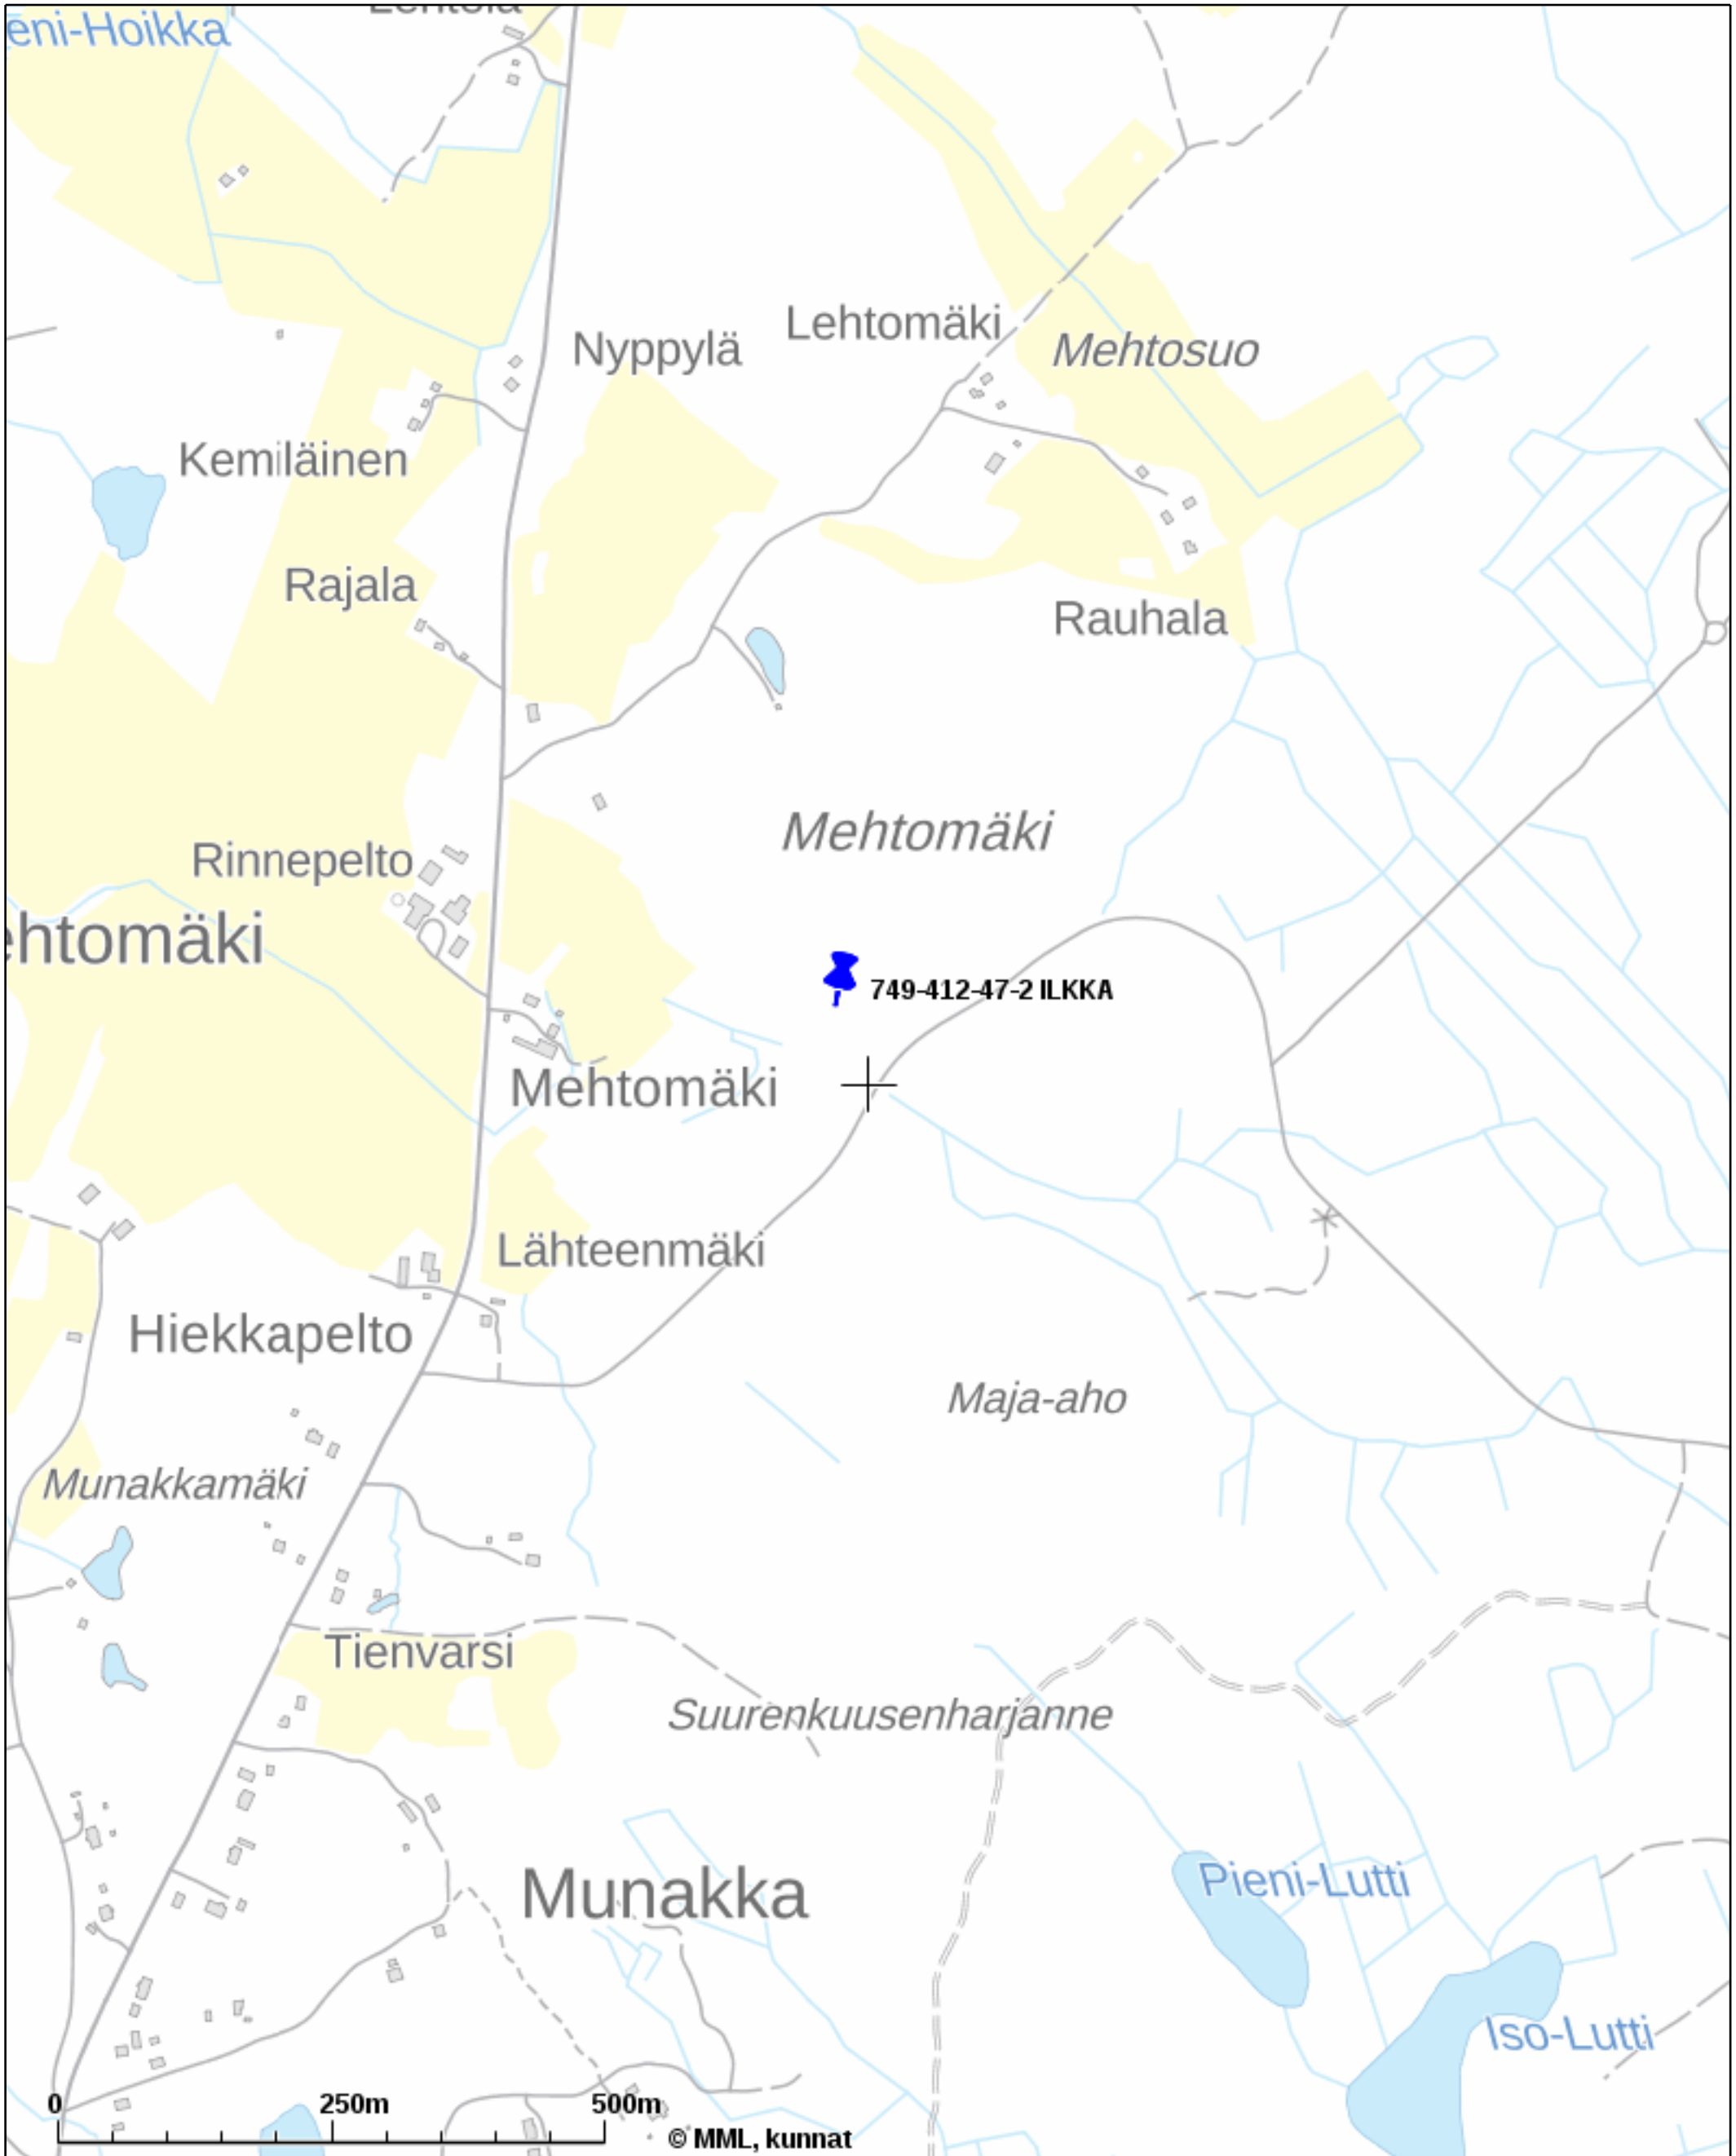 Lehtola
eni-Hoikka
Lehtomäki
Nyppylä
Mehtosuo
Kemiläinen
Rajala
Rauhala
Mehtomäki
Rinnepelto
ehtomäki
749-412-47-2 ILKKA
Mehtomäki
Lähteenmäki
Hiekkapelto
Maja-aho
Munakkamäki
Tienvarsi
Suurenkuusenharjanne
Pieni-Lutti
Munakka
Iso-Lutti
0 250m 500m
© MML, kunnat